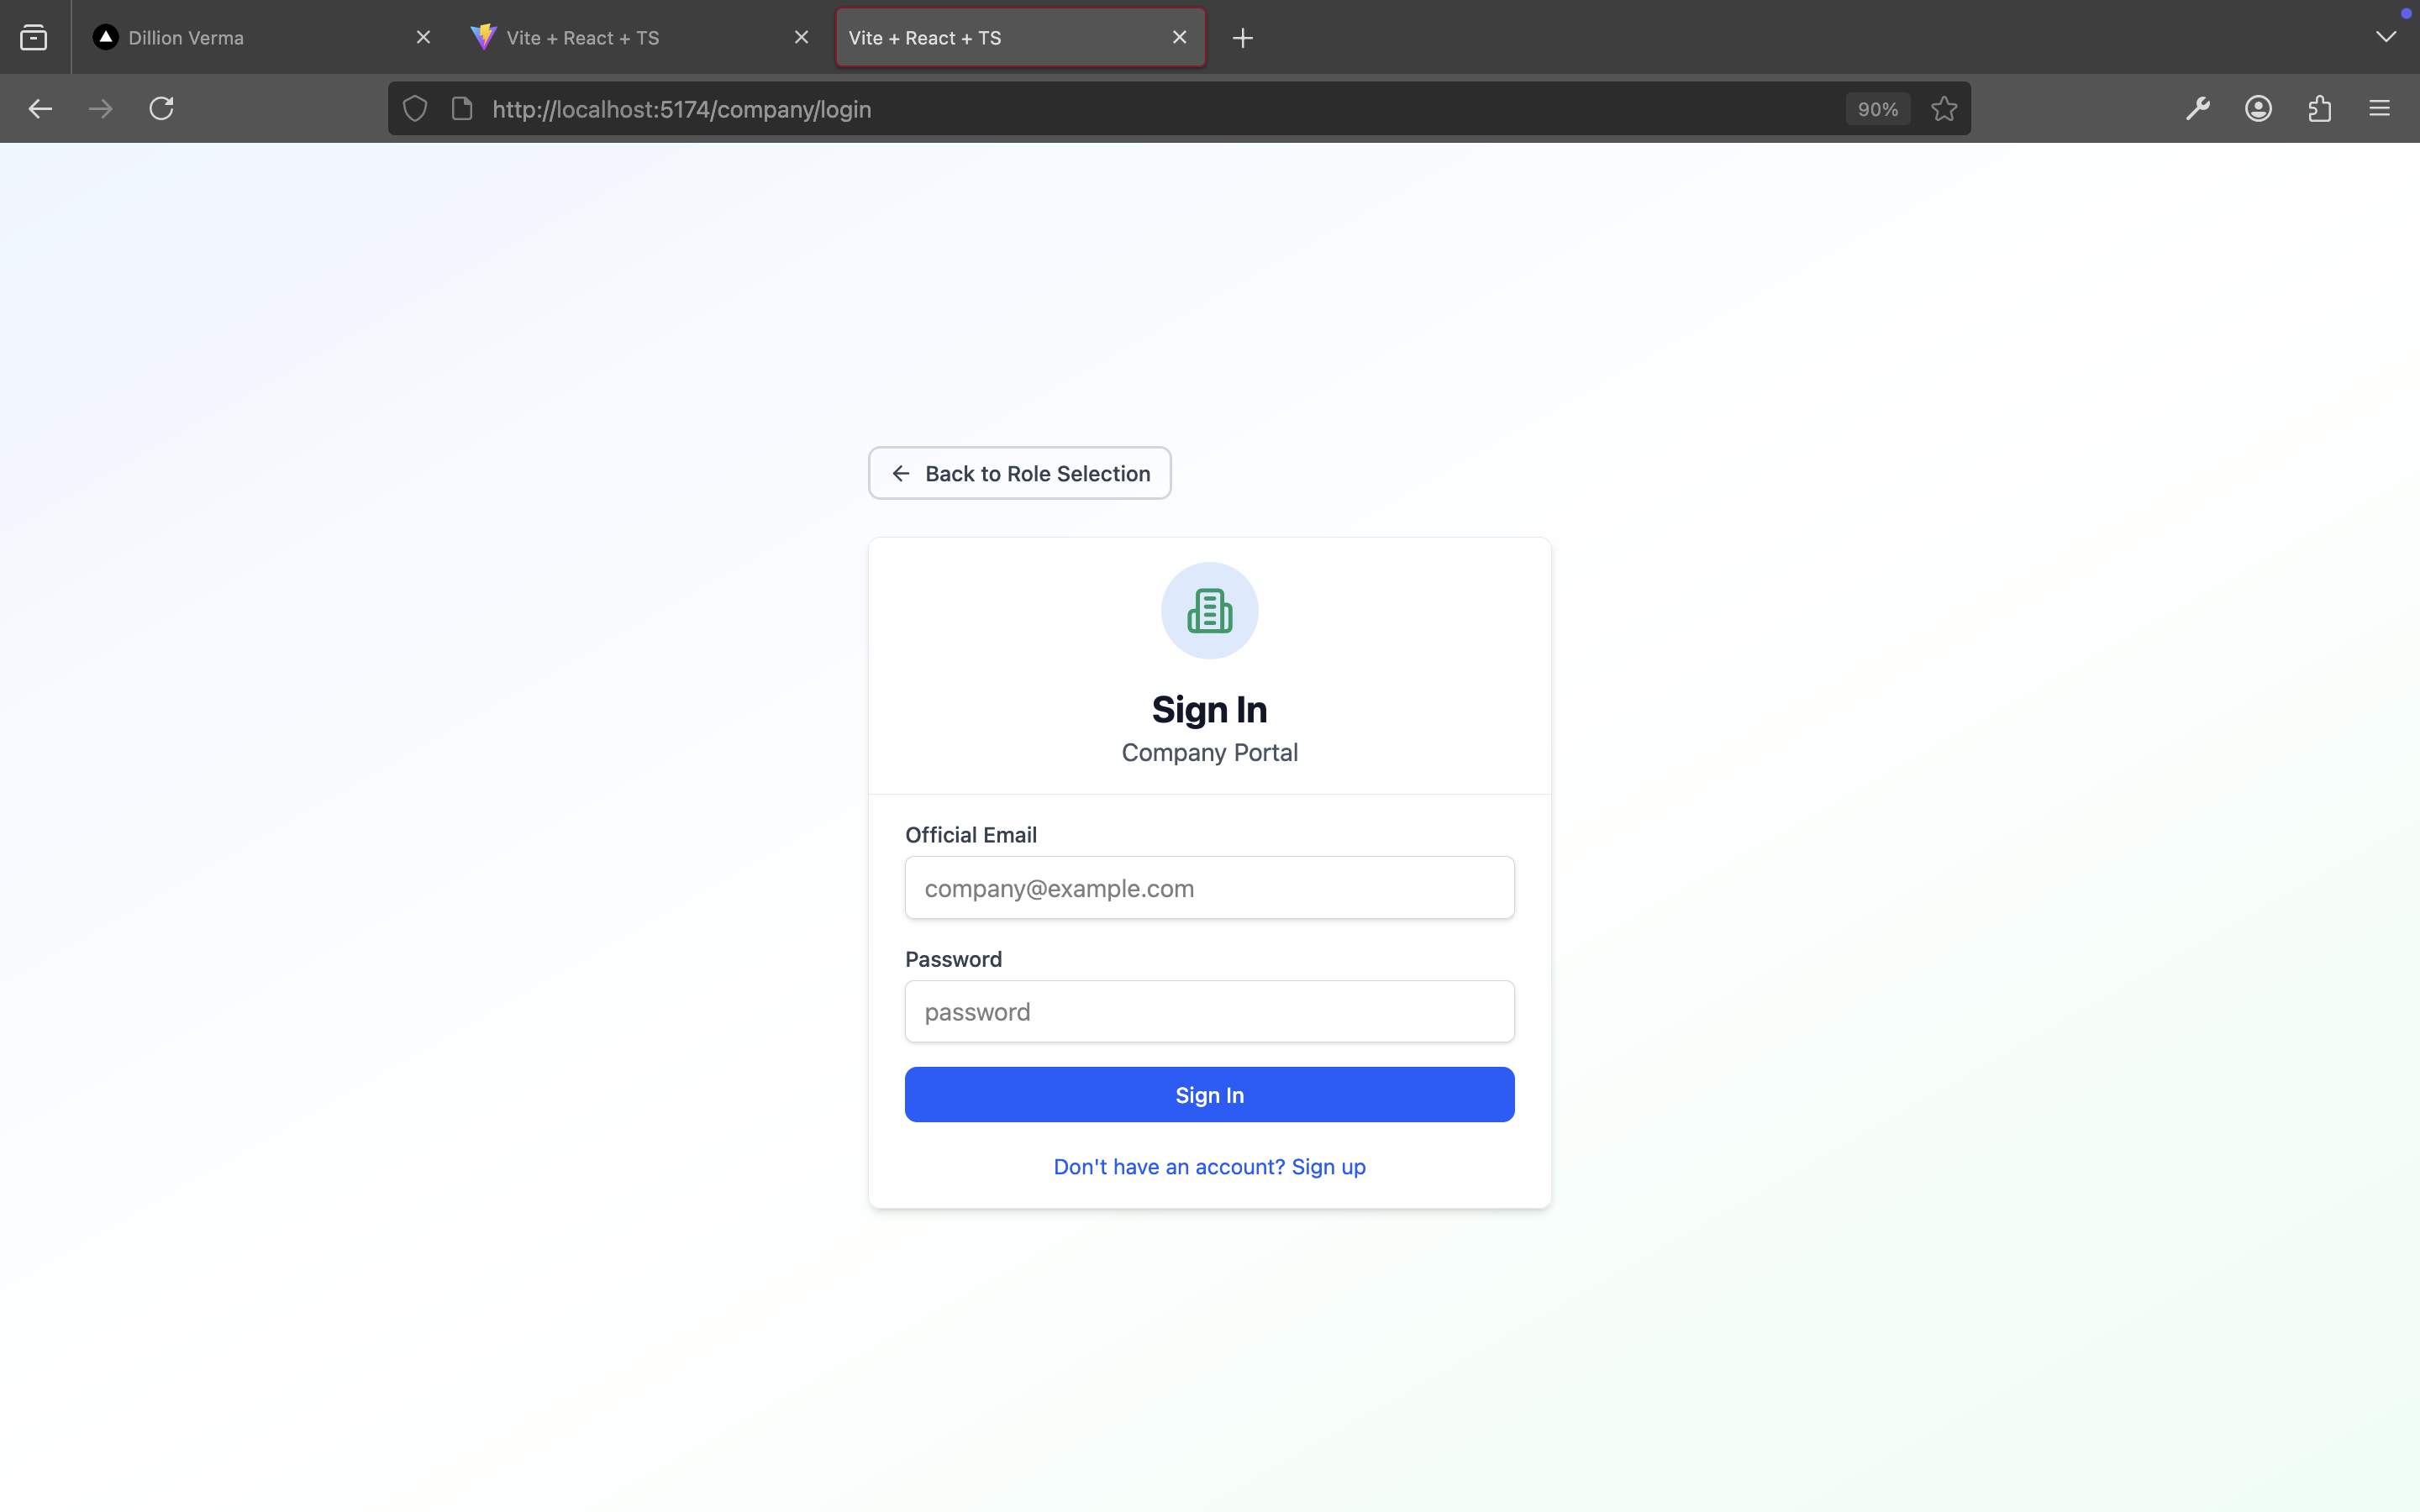 Dillion Verma
Vite + React + TS
Vite + React + TS
http://localhost:5174/company/login
90%
Back to Role Selection
Sign In
Company Portal
Official Email
company@example.com
Password
password
Sign In
Don't have an account? Sign up